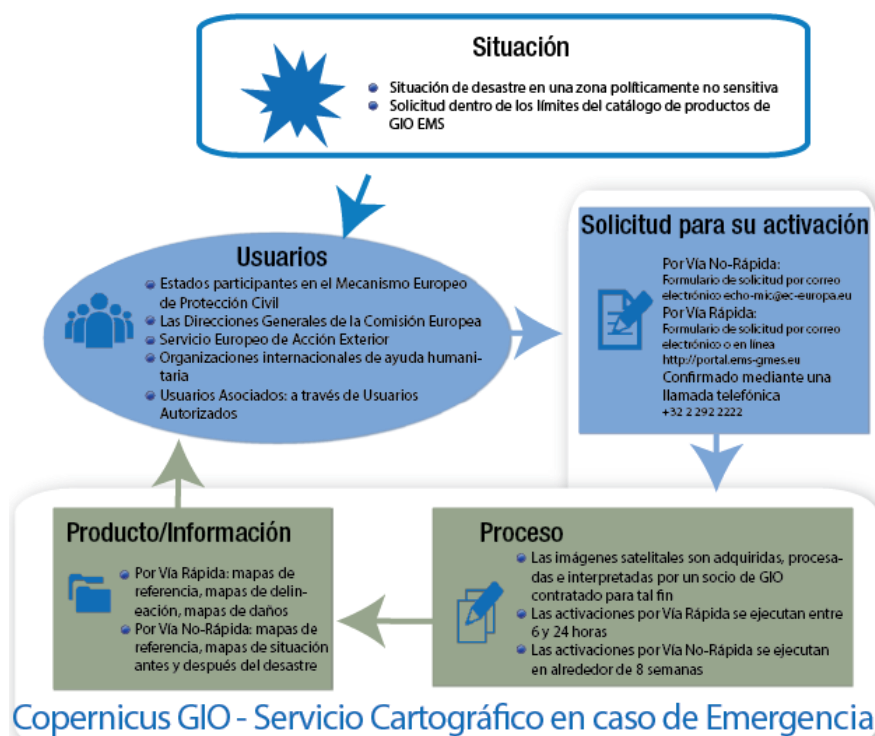 Situación
Situación de desastre en una zona políticamente no sensitiva
Solicitud dentro de los límites del catálogo de productos de
GIO EMS
Usuarios
Estados participantes en el Mecanismo Europeo
de Protección Civil
Las Direcciones Generales de la Comisión Europea
Servicio Europeo de Acción Exterior
Organizaciones internacionales de ayuda humani-
taria
Usuarios Asociados: a través de Usuarios
Autorizados
Solicitud para su activación
Por Vía No-Rápida:
Formulario de solicitud por correo
electrónico echo-mic@ec-europa.eu
Por Vía Rápida:
Formulario de solicitud por correo
electrónico o en línea
http://portal.ems-gmes.eu
Confirmado mediante una
llamada telefónica
+32 2 292 2222
Proceso
Las imágenes satelitales son adquiridas, procesa-
das e interpretadas por un socio de GIO
contratado para tal fin
Las activaciones por Vía Rápida se ejecutan entre
6 y 24 horas
Las activaciones por Vía No-Rápida se ejecutan
en alrededor de 8 semanas
Producto/Información
Por Vía Rápida: mapas de
referencia, mapas de delin-
eación, mapas de daños
Por Vía No-Rápida: mapas de
referencia, mapas de situación
antes y después del desastre
Copernicus GIO - Servicio Cartográfico en caso de Emergencia